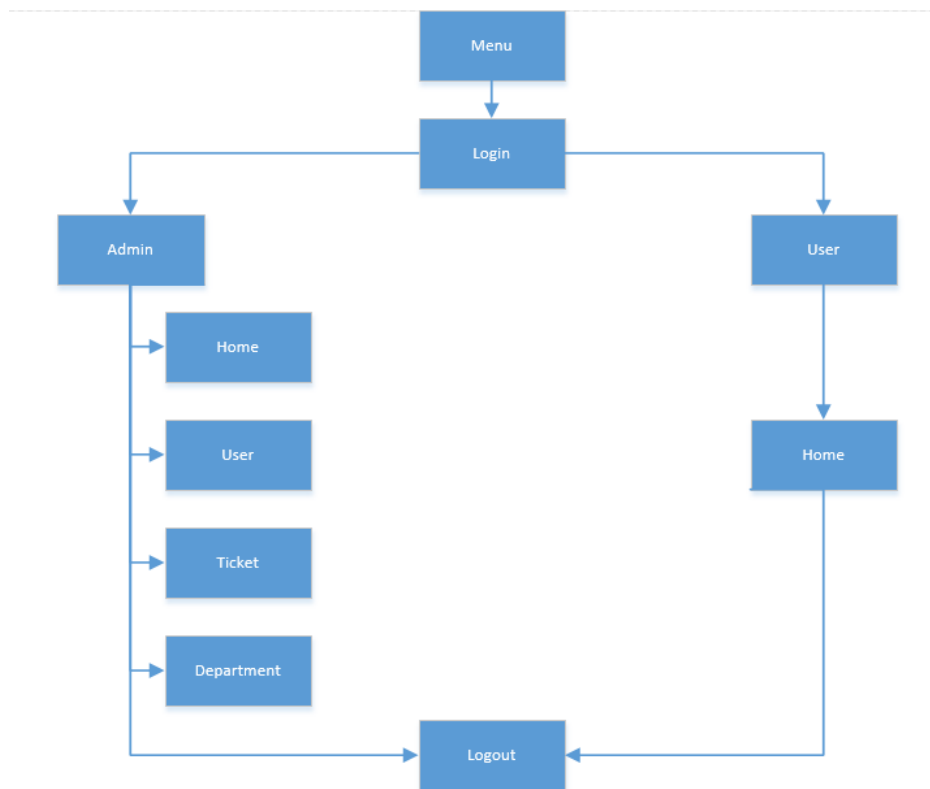 Menu
Login
Admin
User
Home
User
Home
Ticket
Department
Logout